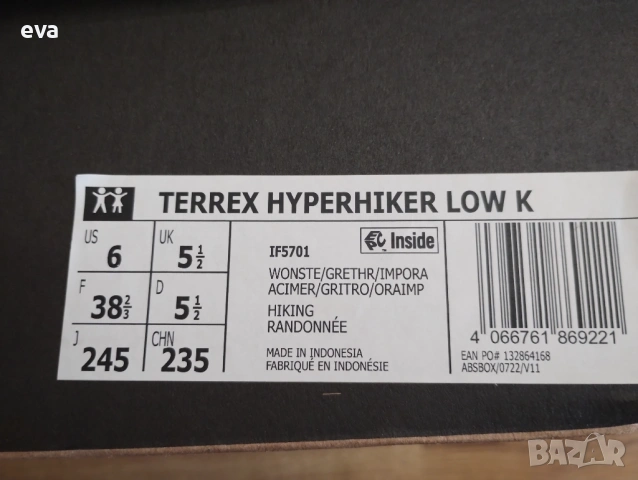 eva
TERREX HYPERHIKER LOW K
US 6 UK 5 1/2
F 38 2/3 D 5 1/2
J 245 CHN 235
IF5701 Inside
WONSTE/GRETHR/IMPORA
ACIMER/GRITRO/ORAIMP
HIKING
RANDONNÉE
MADE IN INDONESIA
FABRIQUÉ EN INDONÉSIE
4 066761 869221
EAN PO# 132864168
ABSBOX/0722/V11
BAZAR
bg